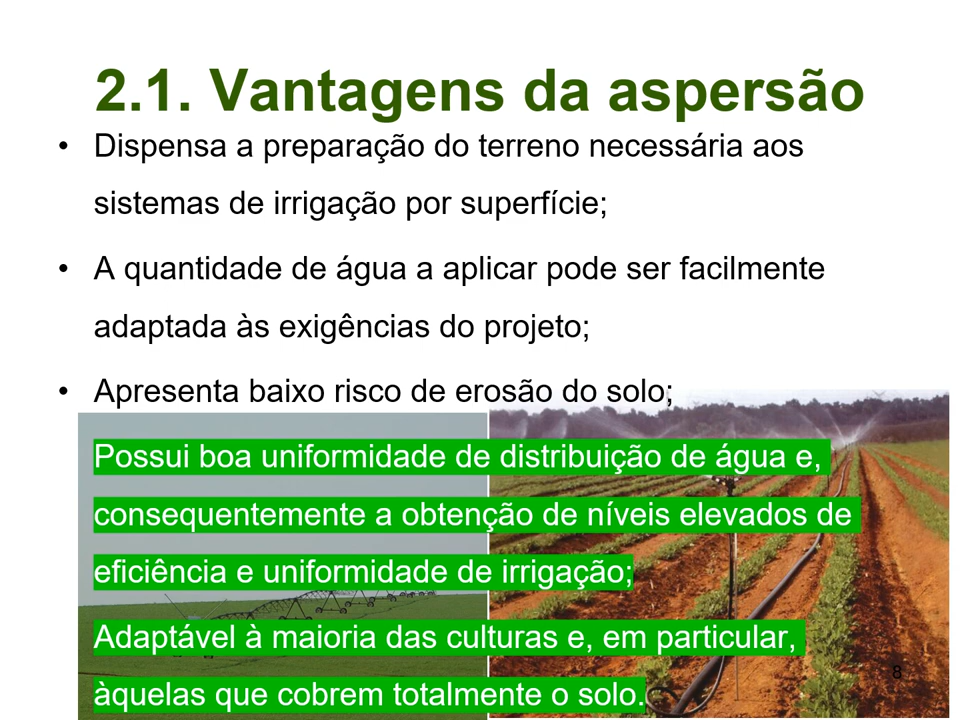 2.1. Vantagens da aspersão
• Dispensa a preparação do terreno necessária aos
sistemas de irrigação por superfície;
• A quantidade de água a aplicar pode ser facilmente
adaptada às exigências do projeto;
• Apresenta baixo risco de erosão do solo;
Possui boa uniformidade de distribuição de água e,
consequentemente a obtenção de níveis elevados de
eficiência e uniformidade de irrigação;
Adaptável à maioria das culturas e, em particular,
àquelas que cobrem totalmente o solo.
8